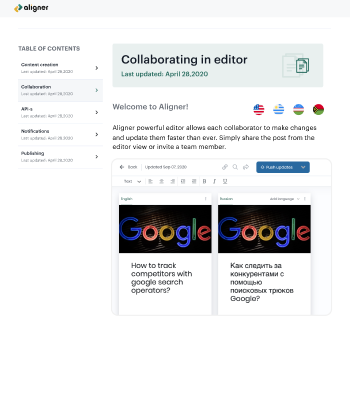 aligner
TABLE OF CONTENTS
Content creation
Last updated: April 28,2020
Collaboration
Last updated: April 28,2020
API-s
Last updated: April 28,2020
Notifications
Last updated: April 28,2020
Publishing
Last updated: April 28,2020
Collaborating in editor
Last updated: April 28,2020
Welcome to Aligner!
Aligner powerful editor allows each collaborator to make changes
and update them faster than ever. Simply share the post from the
editor view or invite a team member.
Back
Updated Sep 07, 2020
Push updates
Text
B I U
English
Russian
Add language
Google
Google
How to track
competitors with
google search
operators?
Как следить за
конкурентами с
помощью
поисковых трюков
Google?